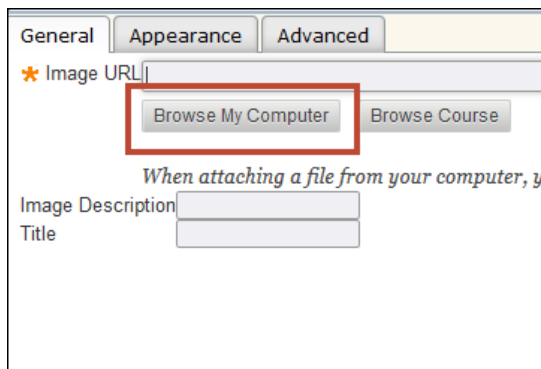 General Appearance Advanced
* Image URL
Browse My Computer Browse Course
When attaching a file from your computer, y
Image Description
Title